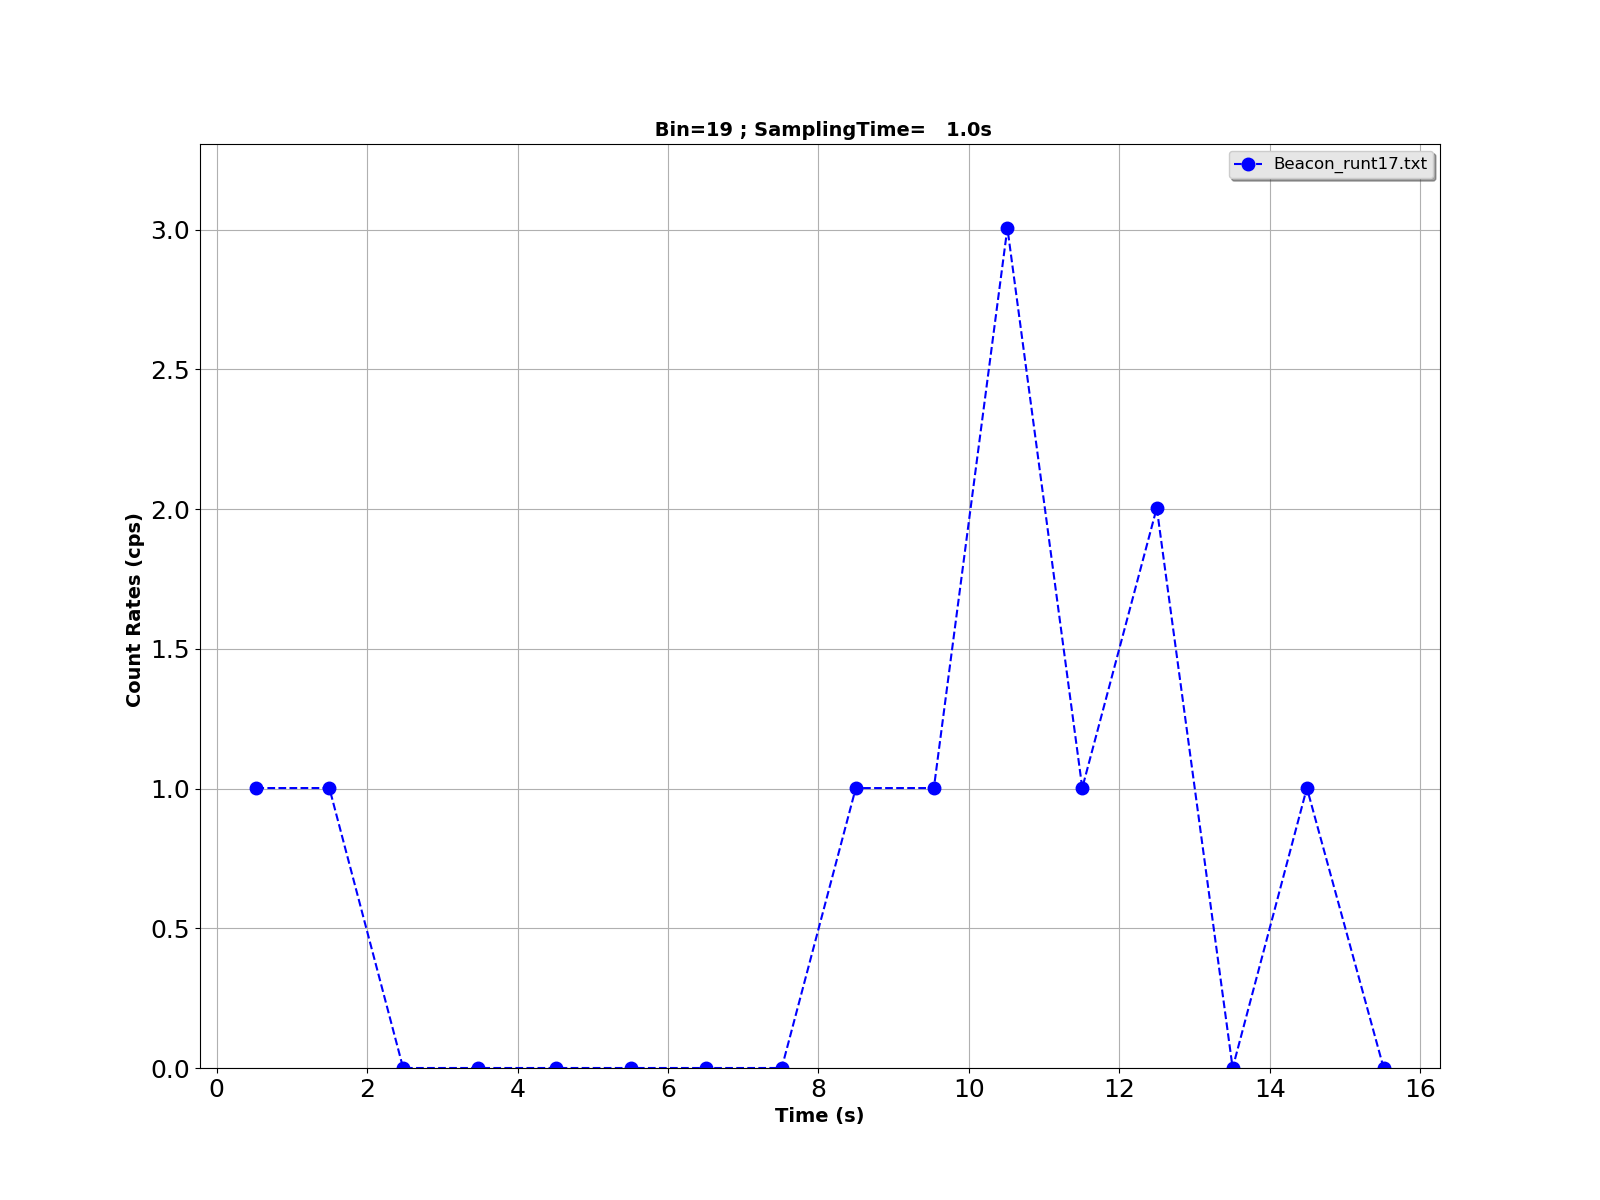 Bin=19 ; SamplingTime=   1.0s
Beacon_runt17.txt
3.0
2.5
2.0
1.5
1.0
0.5
0.0
Count Rates (cps)
0 2 4 6 8 10 12 14 16
Time (s)